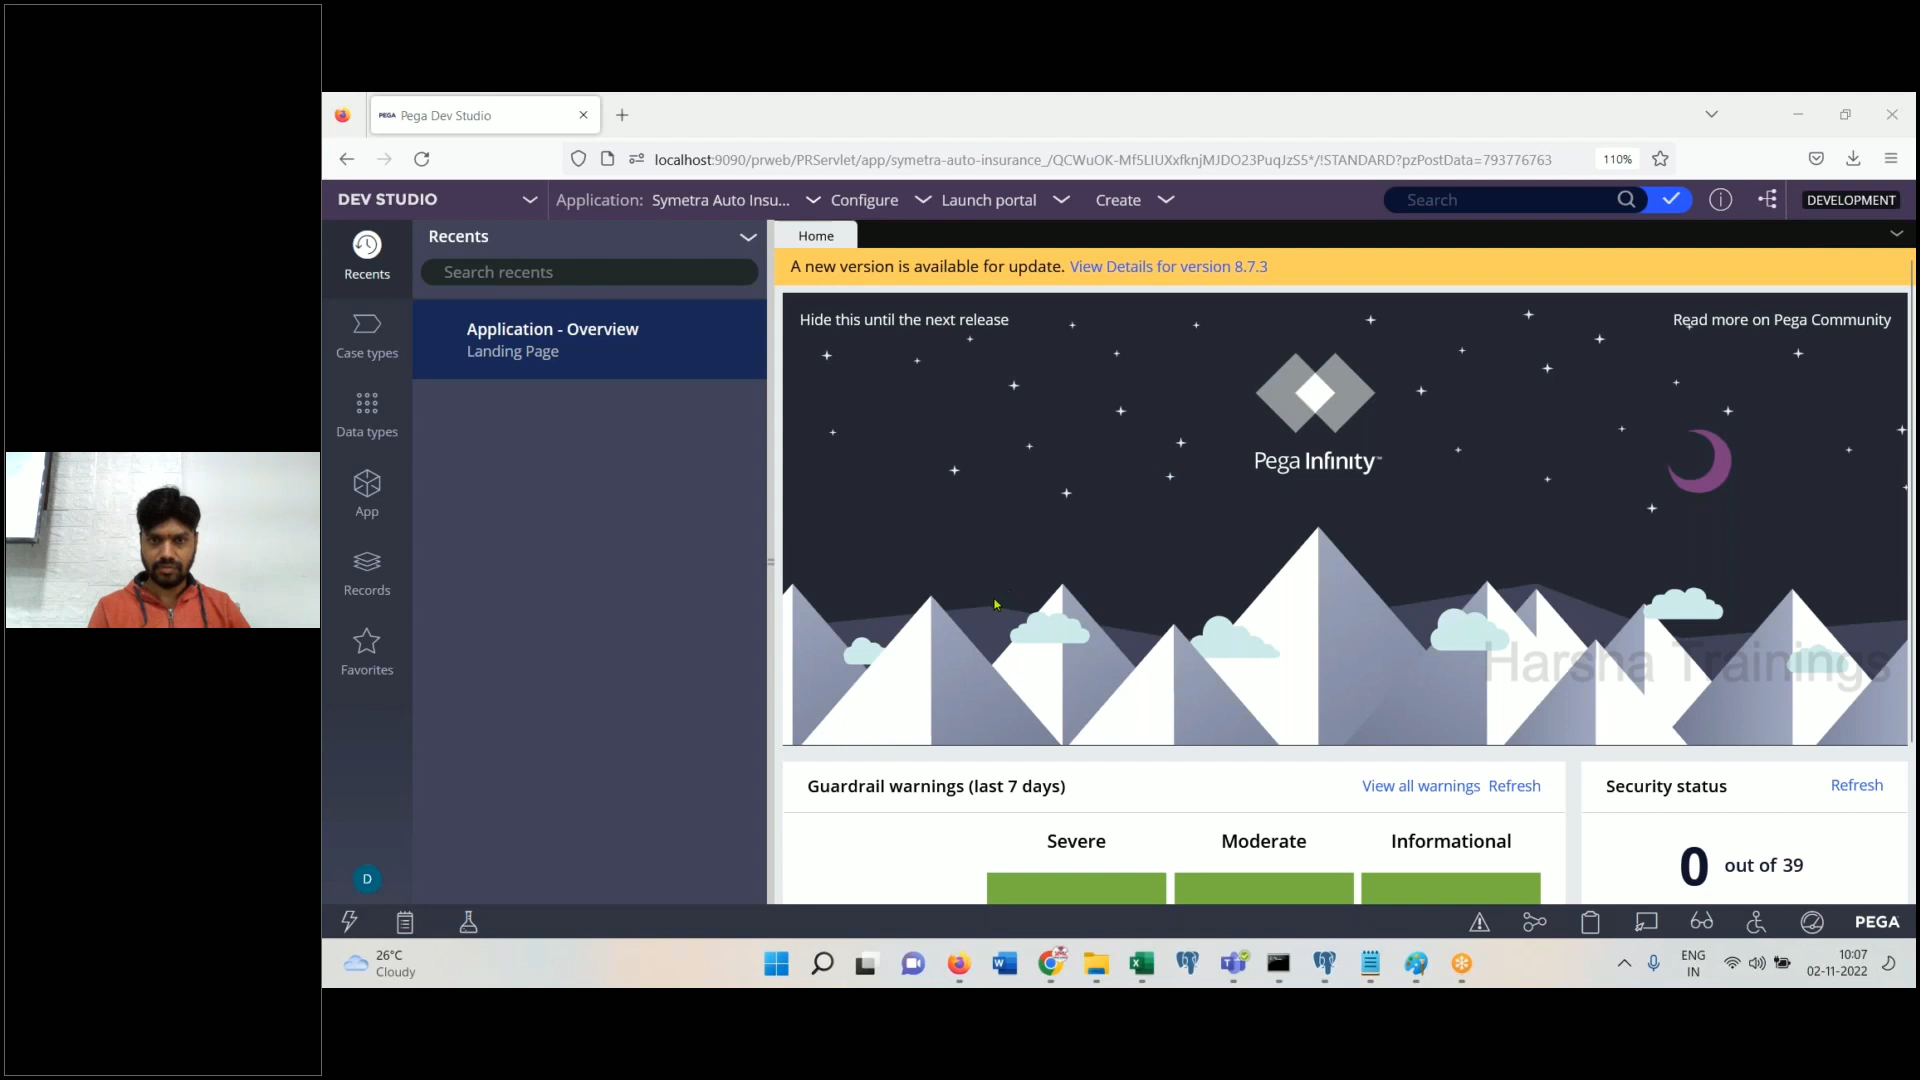 PEGA Pega Dev Studio
localhost:9090/prweb/PRServlet/app/symetra-auto-insurance_/QCWuOK-Mf5LIUXxfknjMJDO23PuqJzS5*/!STANDARD?pzPostData=793776763
110%
DEV STUDIO
Application: Symetra Auto Insu...
Configure
Launch portal
Create
Search
DEVELOPMENT
Recents
Case types
Data types
App
Records
Favorites
D
Recents
Search recents
Application - Overview
Landing Page
Home
A new version is available for update. View Details for version 8.7.3
Hide this until the next release
Read more on Pega Community
Pega Infinity™
Harsha Trainings
Guardrail warnings (last 7 days)
View all warnings Refresh
Severe Moderate Informational
Security status
Refresh
0 out of 39
PEGA
26°C
Cloudy
ENG
IN
10:07
02-11-2022